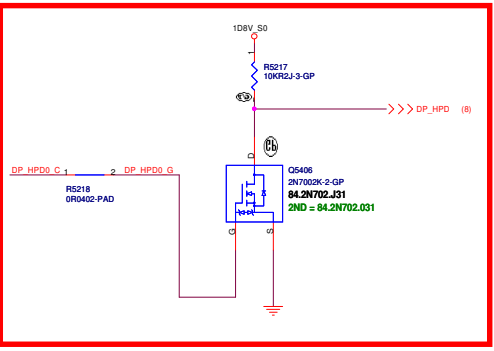 1D8V_S0
1
R5217
10KR2J-3-GP
DP_HPD (8)
D
DP_HPD0_C 1 2 DP_HPD0_G
R5218
0R0402-PAD
Q5406
2N7002K-2-GP
84.2N702.J31
2ND = 84.2N702.031
G
S